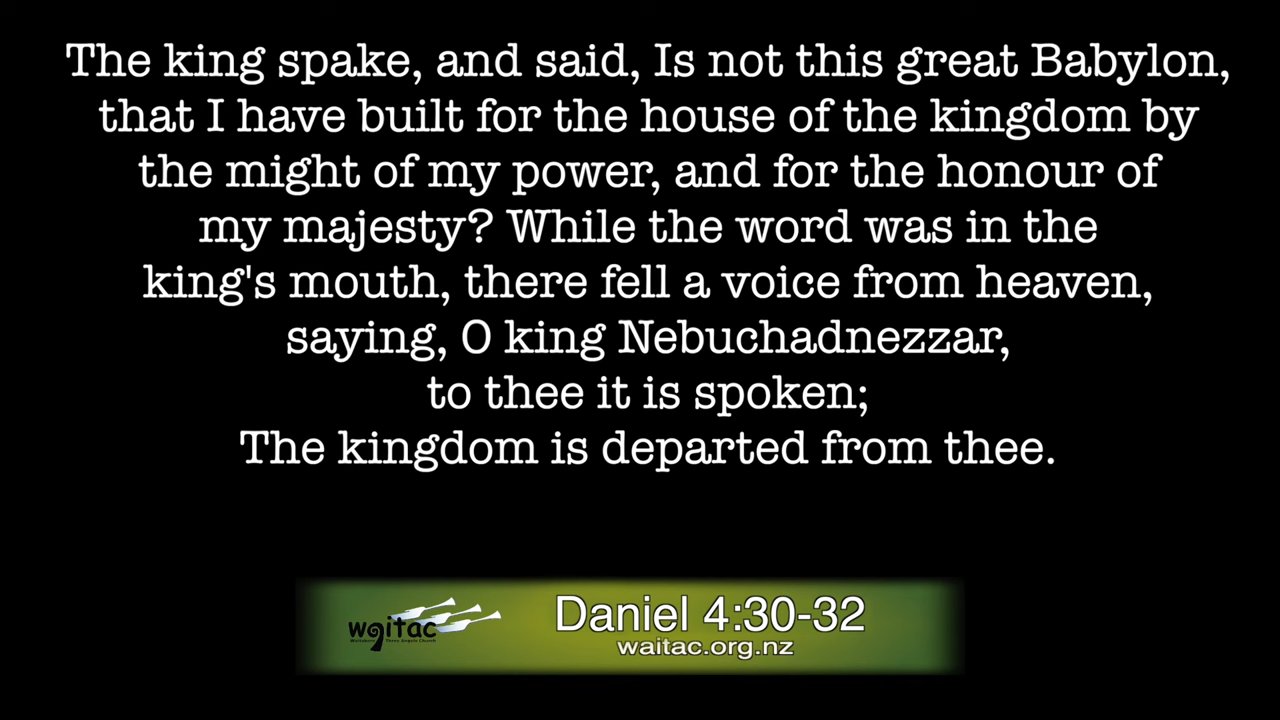 The king spake, and said, Is not this great Babylon,
that I have built for the house of the kingdom by
the might of my power, and for the honour of
my majesty? While the word was in the
king's mouth, there fell a voice from heaven,
saying, O king Nebuchadnezzar,
to thee it is spoken;
The kingdom is departed from thee.
Daniel 4:30-32
waitac
Three Angels Church
waitac.org.nz